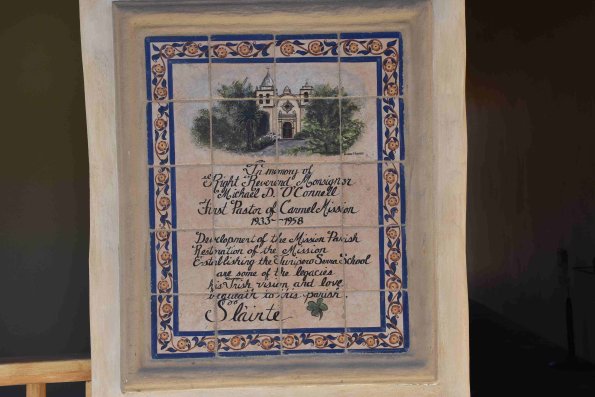 In memory of
Right Reverend Monsignor
Michael D. O'Connell
First Pastor of Carmel Mission
1933-1958
Development of the Mission Parish
Restoration of the Mission
Establishing the Junipero Serra School
are some of the legacies
his Irish vision and love
bequeath to his parish.
"Slainte"